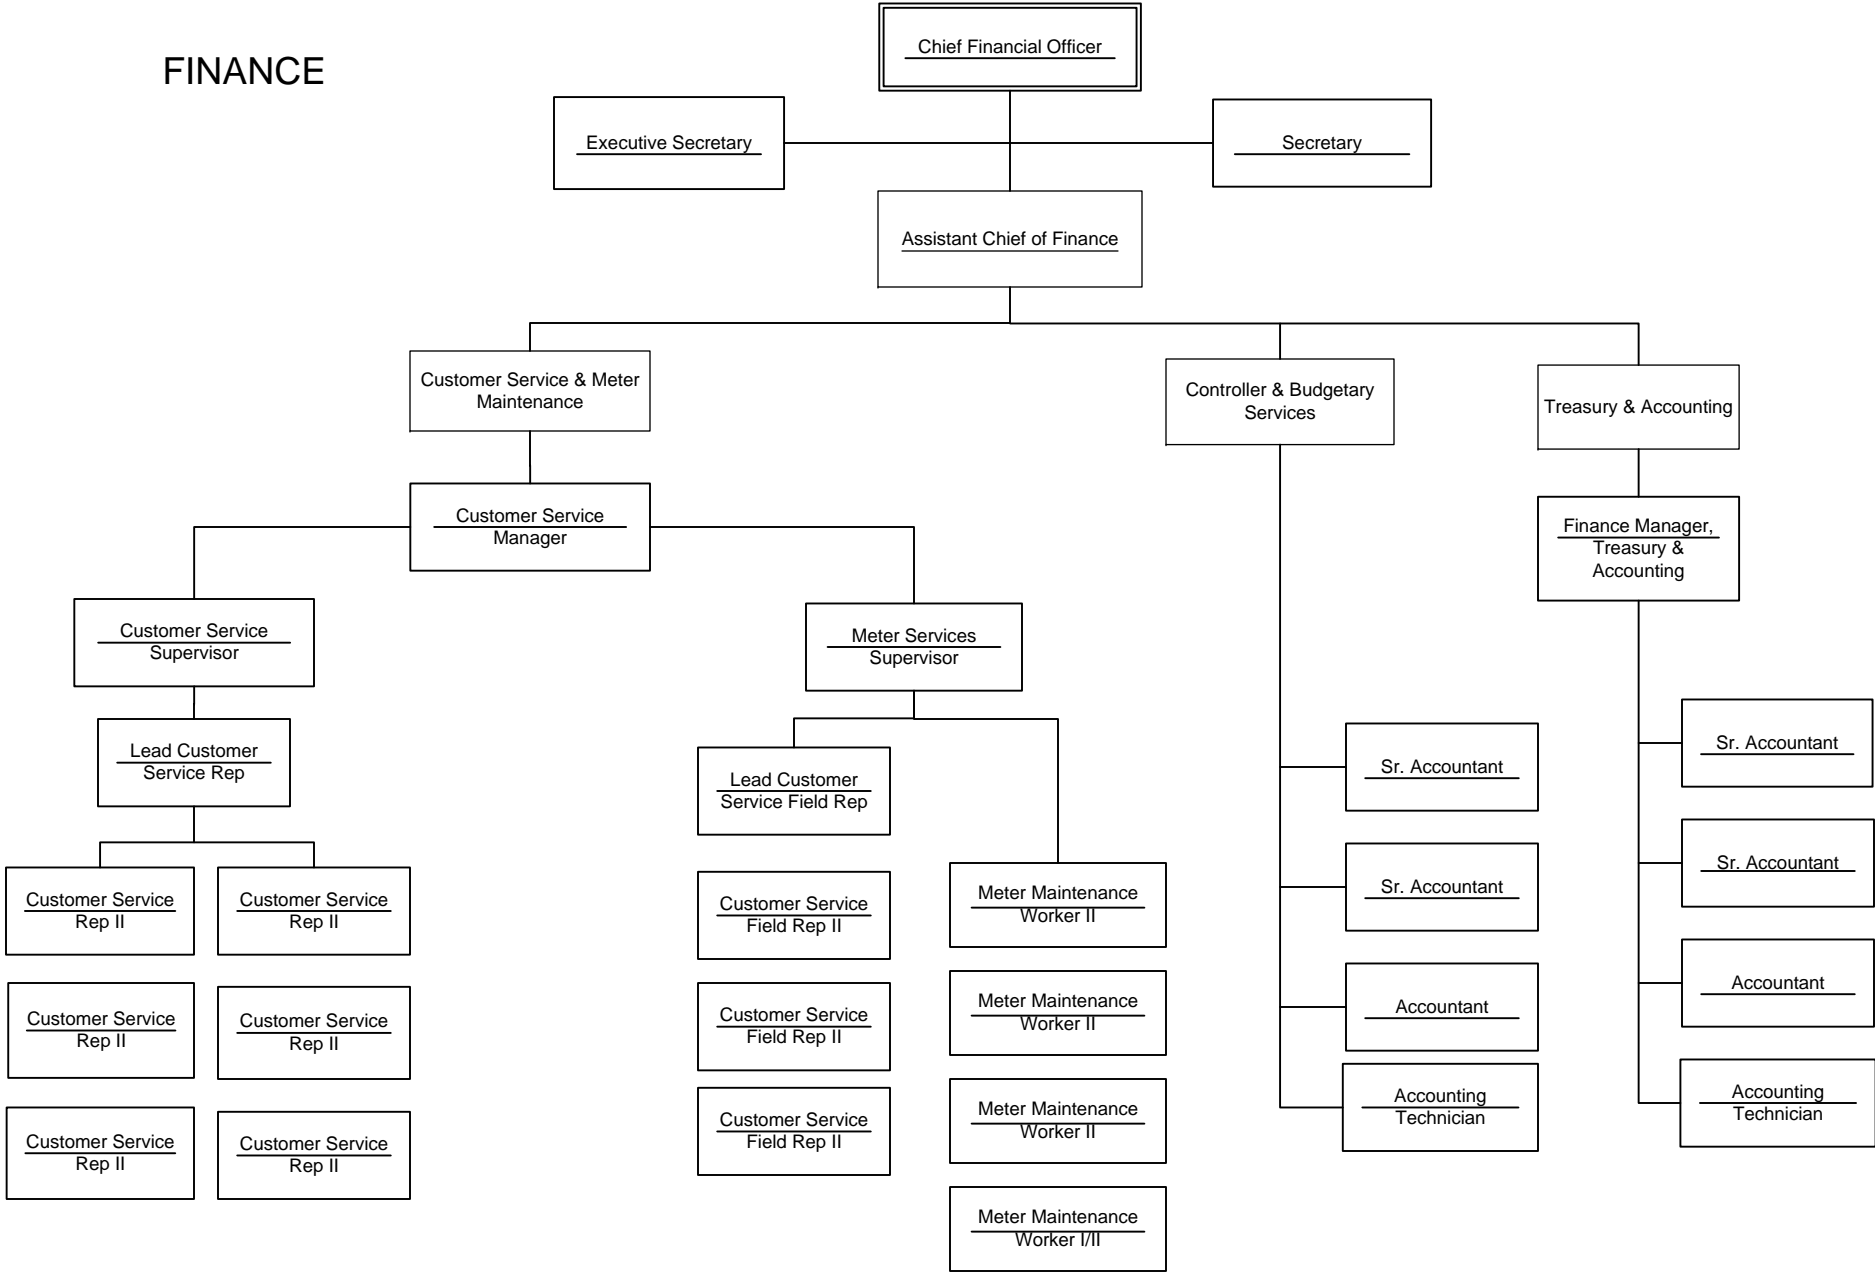 FINANCE
Chief Financial Officer
Executive Secretary
Secretary
Assistant Chief of Finance
Customer Service & Meter
Maintenance
Controller & Budgetary
Services
Treasury & Accounting
Customer Service
Manager
Finance Manager,
Treasury &
Accounting
Customer Service
Supervisor
Meter Services
Supervisor
Lead Customer
Service Rep
Customer Service
Rep II
Customer Service
Rep II
Customer Service
Rep II
Customer Service
Rep II
Customer Service
Rep II
Customer Service
Rep II
Lead Customer
Service Field Rep
Customer Service
Field Rep II
Customer Service
Field Rep II
Customer Service
Field Rep II
Meter Maintenance
Worker II
Meter Maintenance
Worker II
Meter Maintenance
Worker II
Meter Maintenance
Worker I/II
Sr. Accountant
Sr. Accountant
Accountant
Accounting
Technician
Sr. Accountant
Sr. Accountant
Accountant
Accounting
Technician